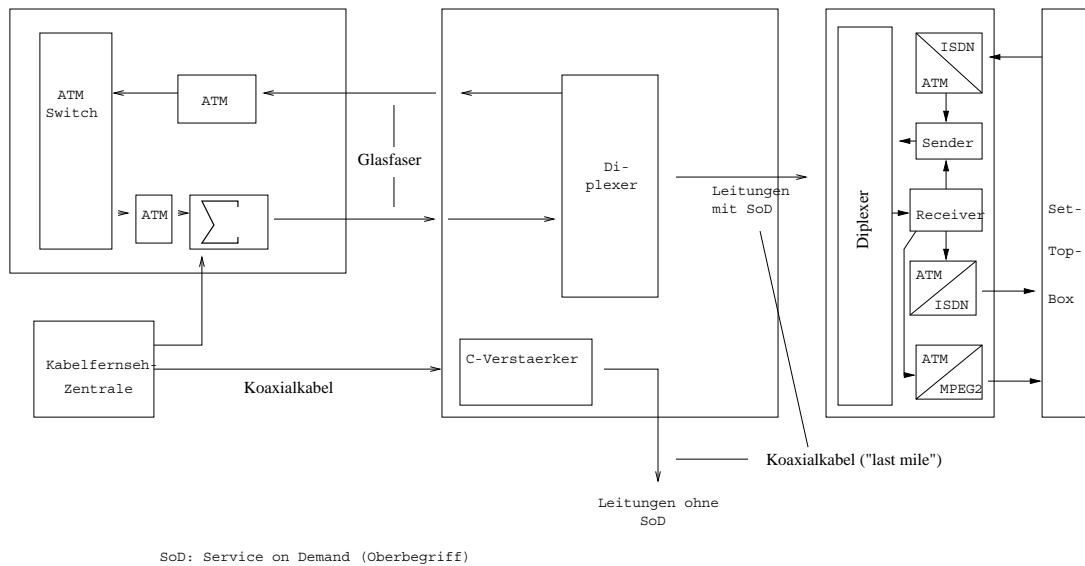 ATM
Switch
ATM
ATM
Kabelfernseh-
Zentrale
Glasfaser
Koaxialkabel
Di-
plexer
C-Verstaerker
Leitungen
mit SoD
Leitungen ohne
SoD
Koaxialkabel ("last mile")
Diplexer
ISDN
ATM
Sender
Receiver
ATM
ISDN
ATM
MPEG2
Set-
Top-
Box
SoD: Service on Demand (Oberbegriff)